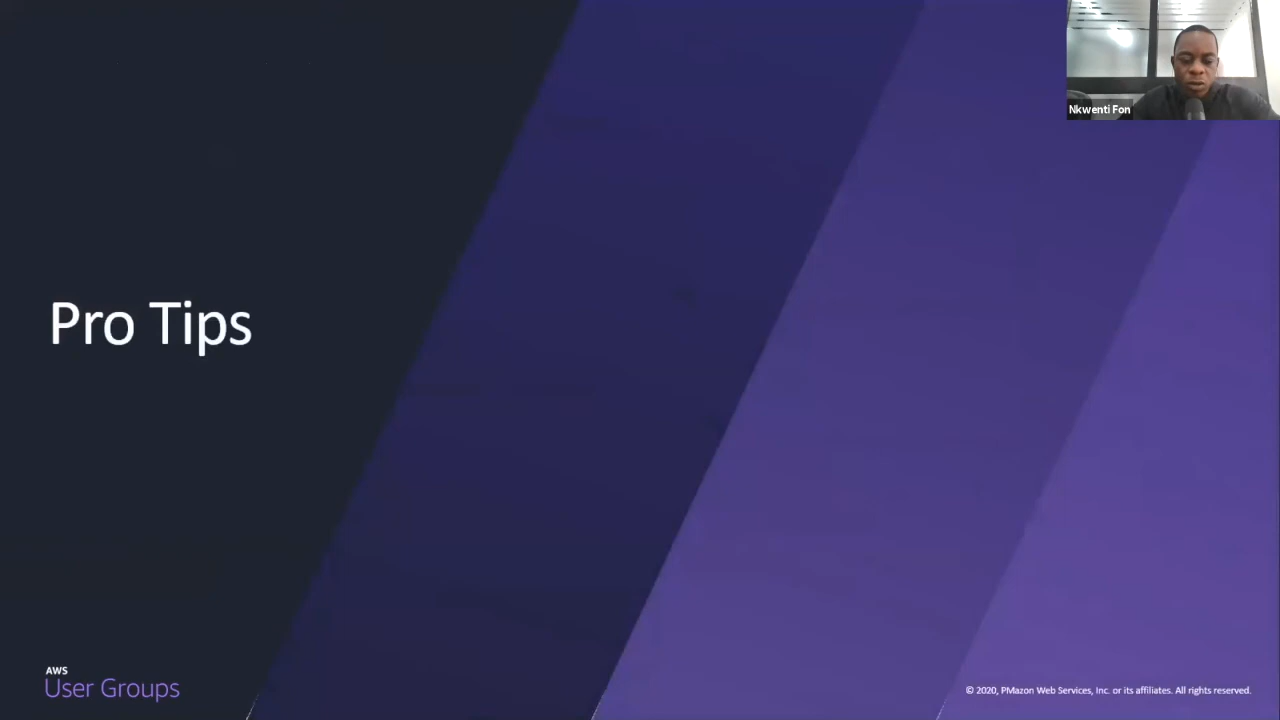 Nkwenti Fon
Pro Tips
AWS
User Groups
© 2020, PMazon Web Services, Inc. or its affiliates. All rights reserved.